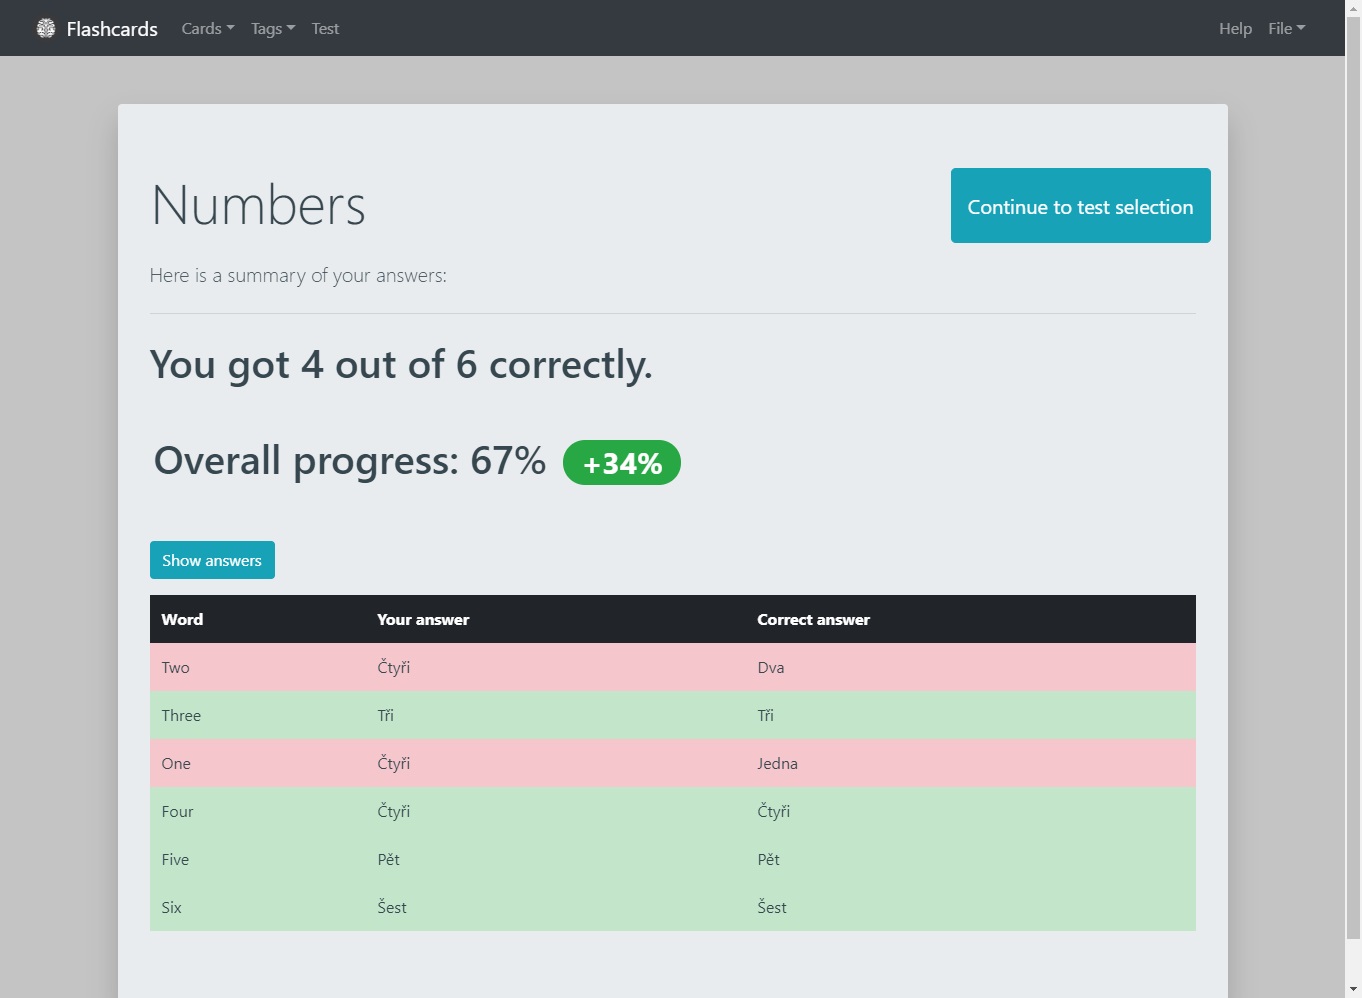 Flashcards Cards Tags Test Help File
Numbers
Continue to test selection
Here is a summary of your answers:
You got 4 out of 6 correctly.
Overall progress: 67% +34%
Show answers
Word Your answer Correct answer
Two Čtyři Dva
Three Tři Tři
One Čtyři Jedna
Four Čtyři Čtyři
Five Pět Pět
Six Šest Šest